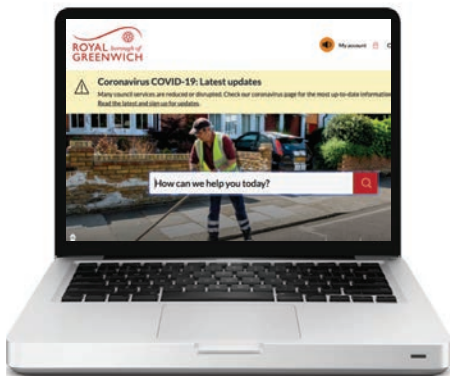 ROYAL borough of
GREENWICH
My account
Coronavirus COVID-19: Latest updates
Many council services are reduced or disrupted. Check our coronavirus page for the most up-to-date information
Read the latest and sign up for updates.
How can we help you today?